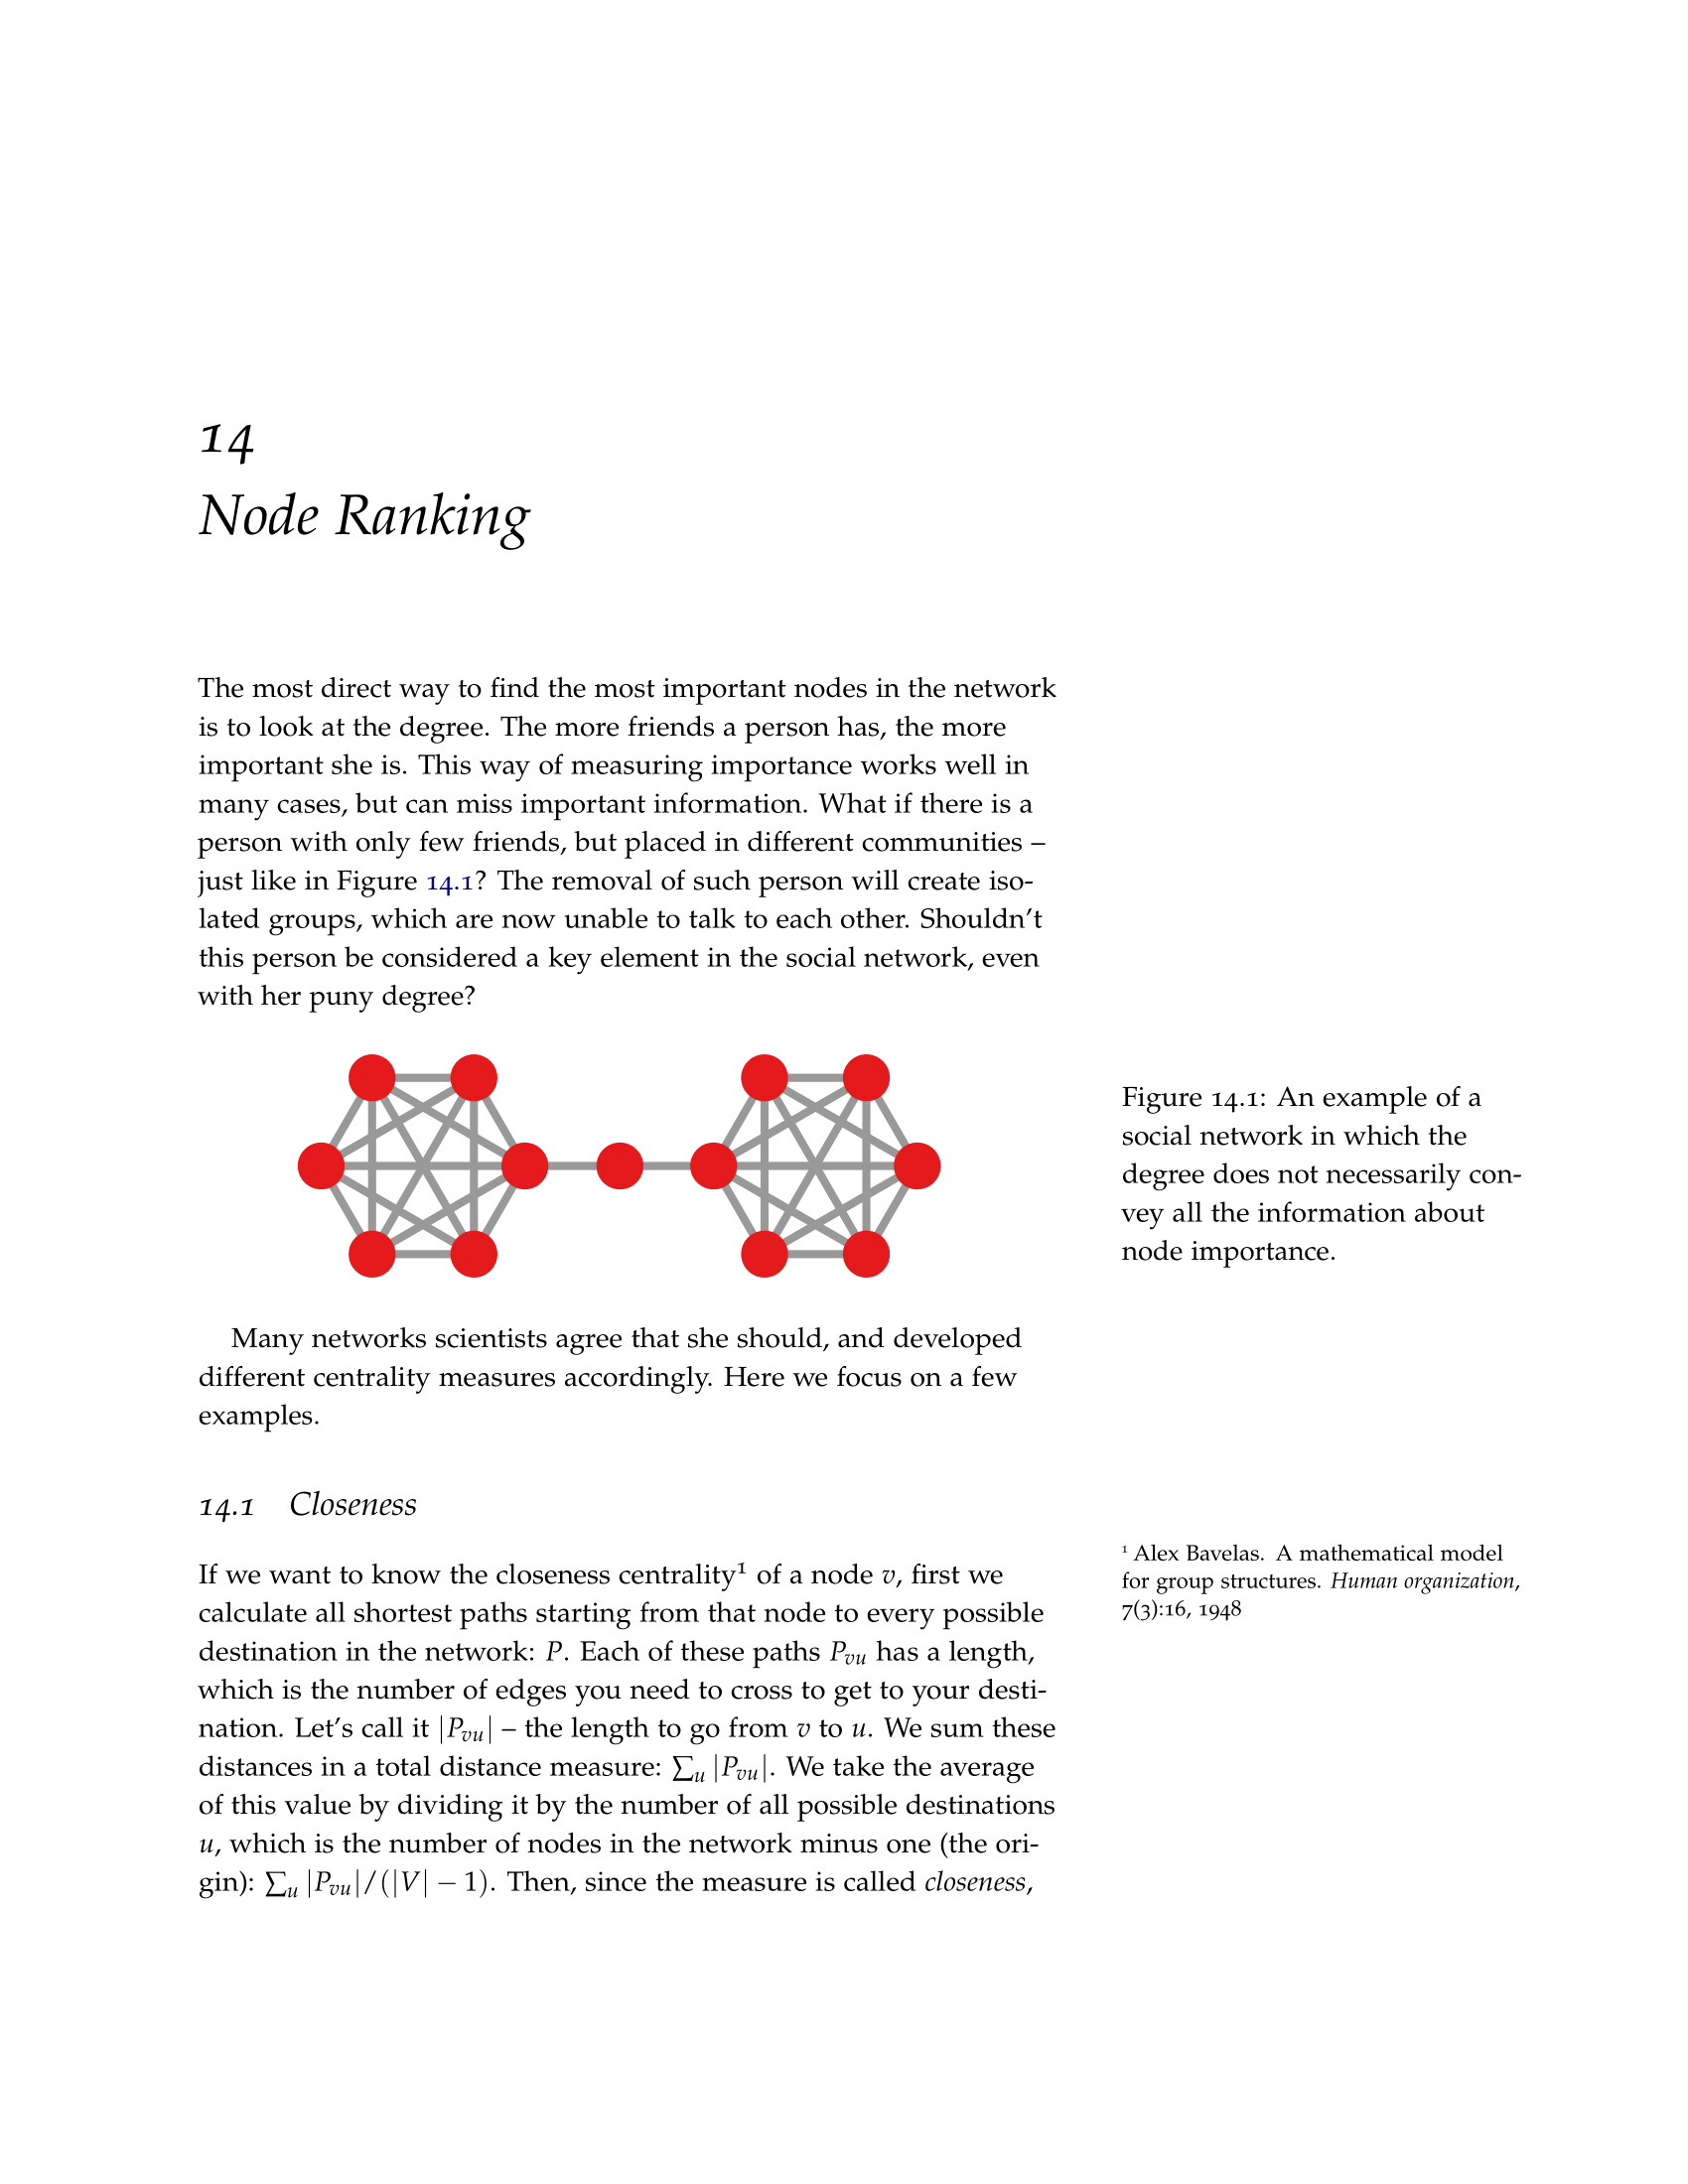 14
Node Ranking
The most direct way to find the most important nodes in the network
is to look at the degree. The more friends a person has, the more
important she is. This way of measuring importance works well in
many cases, but can miss important information. What if there is a
person with only few friends, but placed in different communities –
just like in Figure 14.1? The removal of such person will create iso-
lated groups, which are now unable to talk to each other. Shouldn't
this person be considered a key element in the social network, even
with her puny degree?
Figure 14.1: An example of a
social network in which the
degree does not necessarily con-
vey all the information about
node importance.
Many networks scientists agree that she should, and developed
different centrality measures accordingly. Here we focus on a few
examples.
14.1 Closeness
If we want to know the closeness centrality¹ of a node v, first we
calculate all shortest paths starting from that node to every possible
destination in the network: P. Each of these paths P_{vu} has a length,
which is the number of edges you need to cross to get to your desti-
nation. Let's call it |P_{vu}| – the length to go from v to u. We sum these
distances in a total distance measure: ∑_u |P_{vu}|. We take the average
of this value by dividing it by the number of all possible destinations
u, which is the number of nodes in the network minus one (the ori-
gin): ∑_u |P_{vu}|/(|V| − 1). Then, since the measure is called closeness,
¹ Alex Bavelas. A mathematical model
for group structures. Human organization,
7(3):16, 1948